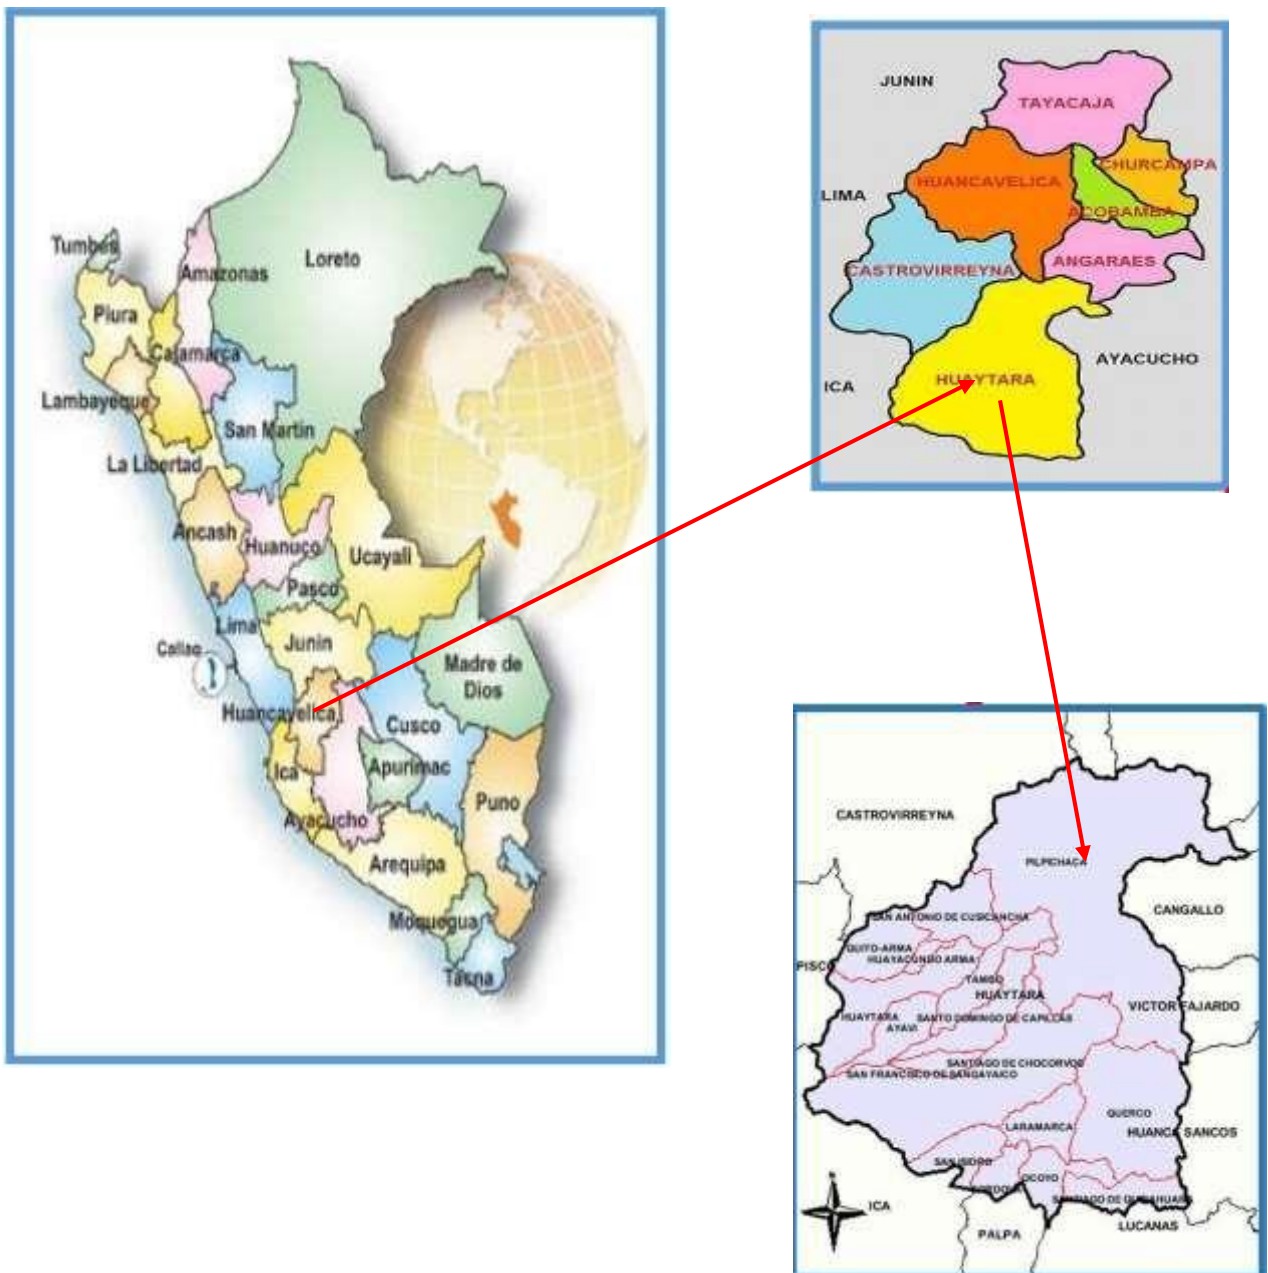 Tumbes
Loreto
Amazonas
Piura
Cajamarca
Lambayeque
San Martin
La Libertad
Ancash
Huanuco
Ucayali
Pasco
Lima
Junin
Callao
Madre de
Dios
Huancavelica
Cusco
Ica
Apurimac
Puno
Ayacucho
Arequipa
Moquegua
Tacna
JUNIN
TAYACAJA
CHURCAMPA
HUANCAVELICA
LIMA
ACOBAMBA
ANGARAES
CASTROVIRREYNA
AYACUCHO
ICA
HUAYTARA
CASTROVIRREYNA
PILPICHACA
CANGALLO
SAN ANTONIO DE CUSICANCHA
QUITO-ARMA
HUAYACUNDO ARMA
PISCO
TAMBO
HUAYTARA
VICTOR FAJARDO
HUAYTARA
SANTO DOMINGO DE CAPILLAS
AYAVI
SANTIAGO DE CHOCORVOS
SAN FRANCISCO DE SANGAYAICO
QUERCO
LARAMARCA
HUANCA SANCOS
SAN ISIDRO
OCOYO
ICA
LUCANAS
PALPA